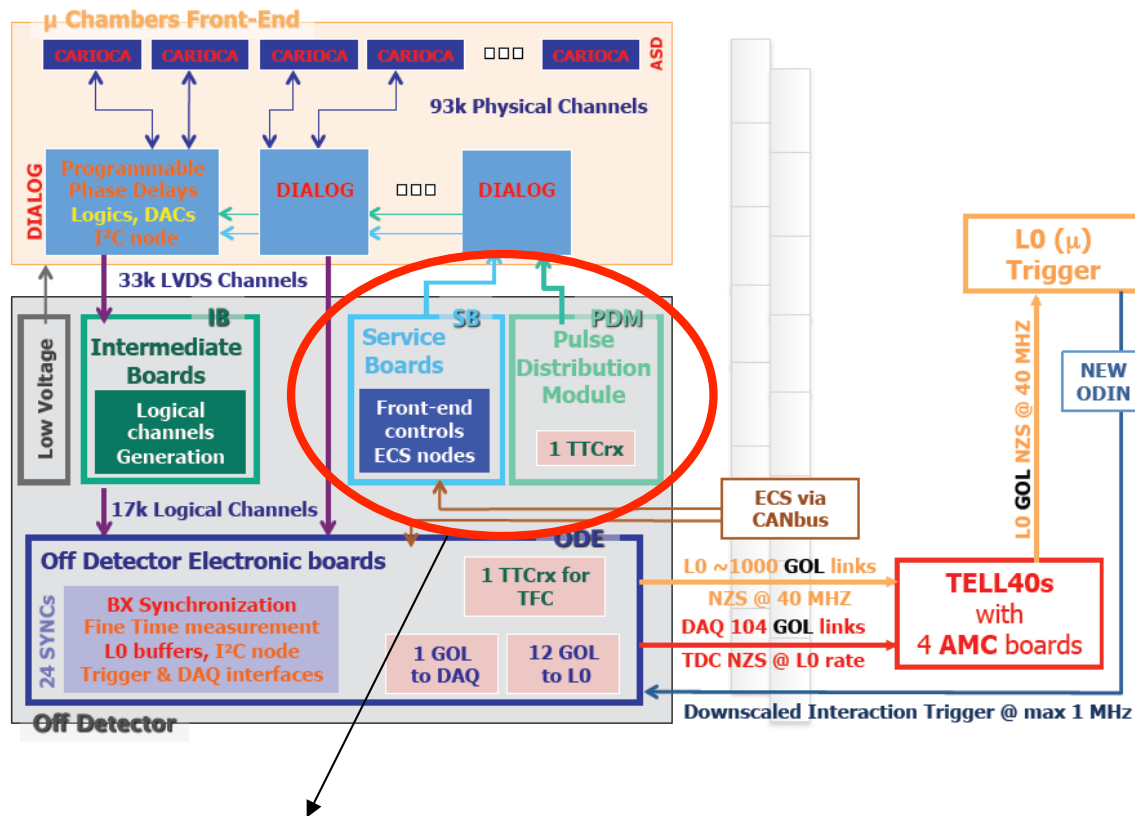 μ Chambers Front-End
CARIOCA
CARIOCA
CARIOCA
CARIOCA
CARIOCA
ASD
93k Physical Channels
DIALOG
Programmable
Phase Delays
Logics, DACs
I²C node
DIALOG
DIALOG
33k LVDS Channels
Low Voltage
IB
Intermediate
Boards
Logical
channels
Generation
SB
Service
Boards
Front-end
controls
ECS nodes
PDM
Pulse
Distribution
Module
1 TTCrx
17k Logical Channels
ECS via
CANbus
ODE
Off Detector Electronic boards
24 SYNCs
BX Synchronization
Fine Time measurement
L0 buffers, I²C node
Trigger & DAQ interfaces
1 TTCrx for
TFC
1 GOL
to DAQ
12 GOL
to L0
Off Detector
L0 ~1000 GOL links
NZS @ 40 MHZ
DAQ 104 GOL links
TDC NZS @ L0 rate
TELL40s
with
4 AMC boards
L0 GOL NZS @ 40 MHZ
L0 (μ)
Trigger
NEW
ODIN
Downscaled Interaction Trigger @ max 1 MHz